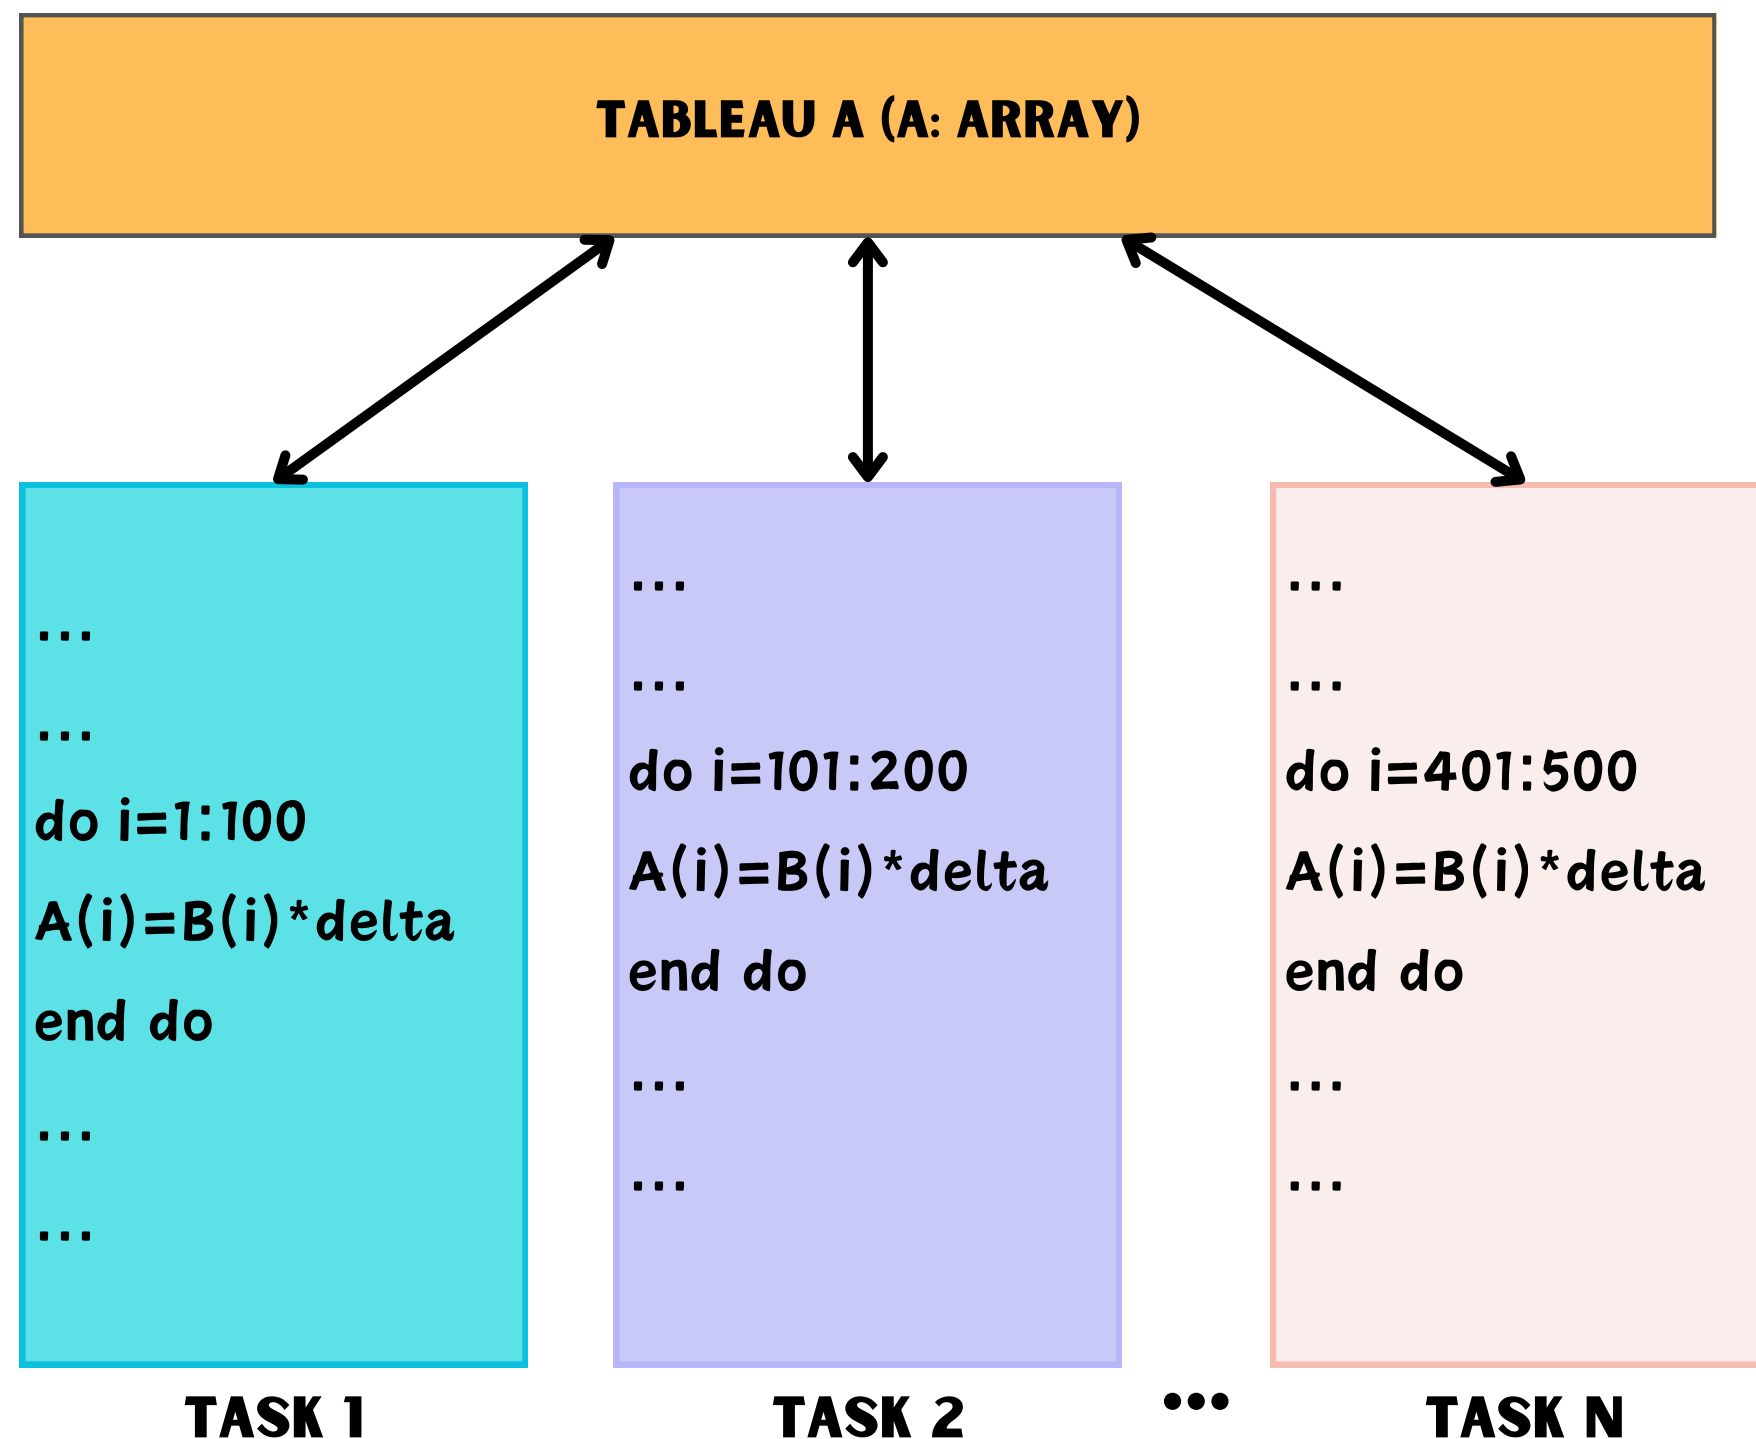 TABLEAU A (A: ARRAY)
...
...
do i=1:100
A(i)=B(i)*delta
end do
...
...
TASK 1
...
...
do i=101:200
A(i)=B(i)*delta
end do
...
...
TASK 2
...
...
...
do i=401:500
A(i)=B(i)*delta
end do
...
...
TASK N